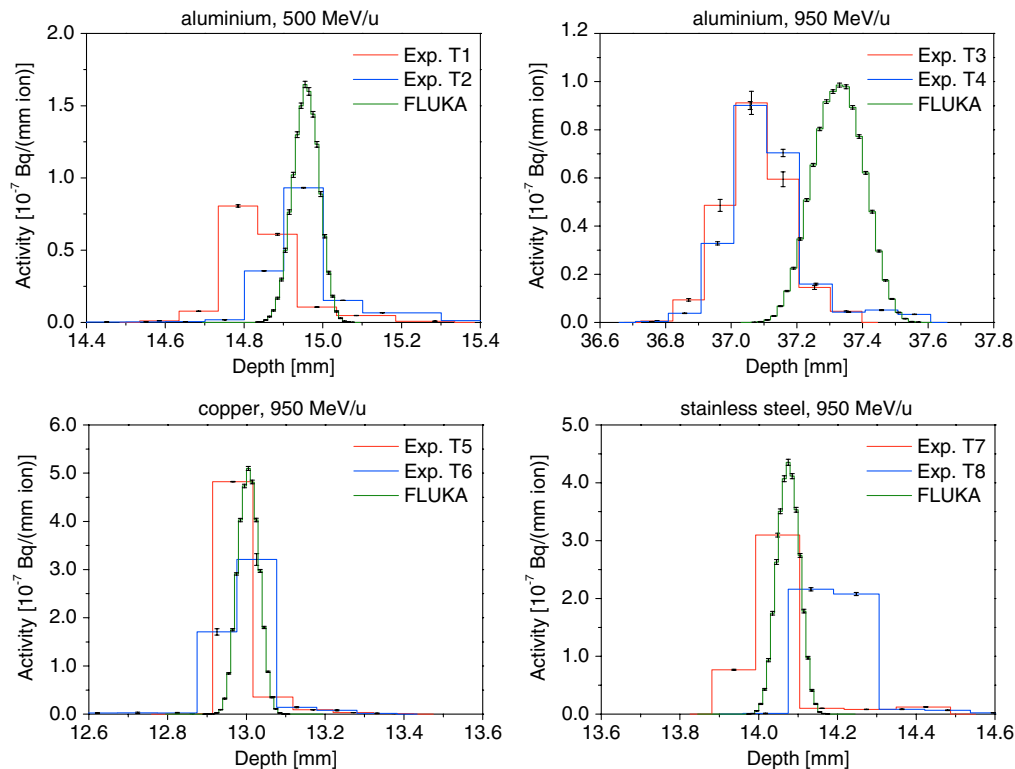 aluminium, 500 MeV/u
2.0
1.5
1.0
0.5
0.0
Activity [10⁻⁷ Bq/(mm ion)]
Exp. T1
Exp. T2
FLUKA
14.4 14.6 14.8 15.0 15.2 15.4
Depth [mm]
aluminium, 950 MeV/u
1.2
1.0
0.8
0.6
0.4
0.2
0.0
Activity [10⁻⁷ Bq/(mm ion)]
Exp. T3
Exp. T4
FLUKA
36.6 36.8 37.0 37.2 37.4 37.6 37.8
Depth [mm]
copper, 950 MeV/u
6.0
5.0
4.0
3.0
2.0
1.0
0.0
Activity [10⁻⁷ Bq/(mm ion)]
Exp. T5
Exp. T6
FLUKA
12.6 12.8 13.0 13.2 13.4 13.6
Depth [mm]
stainless steel, 950 MeV/u
5.0
4.0
3.0
2.0
1.0
0.0
Activity [10⁻⁷ Bq/(mm ion)]
Exp. T7
Exp. T8
FLUKA
13.6 13.8 14.0 14.2 14.4 14.6
Depth [mm]